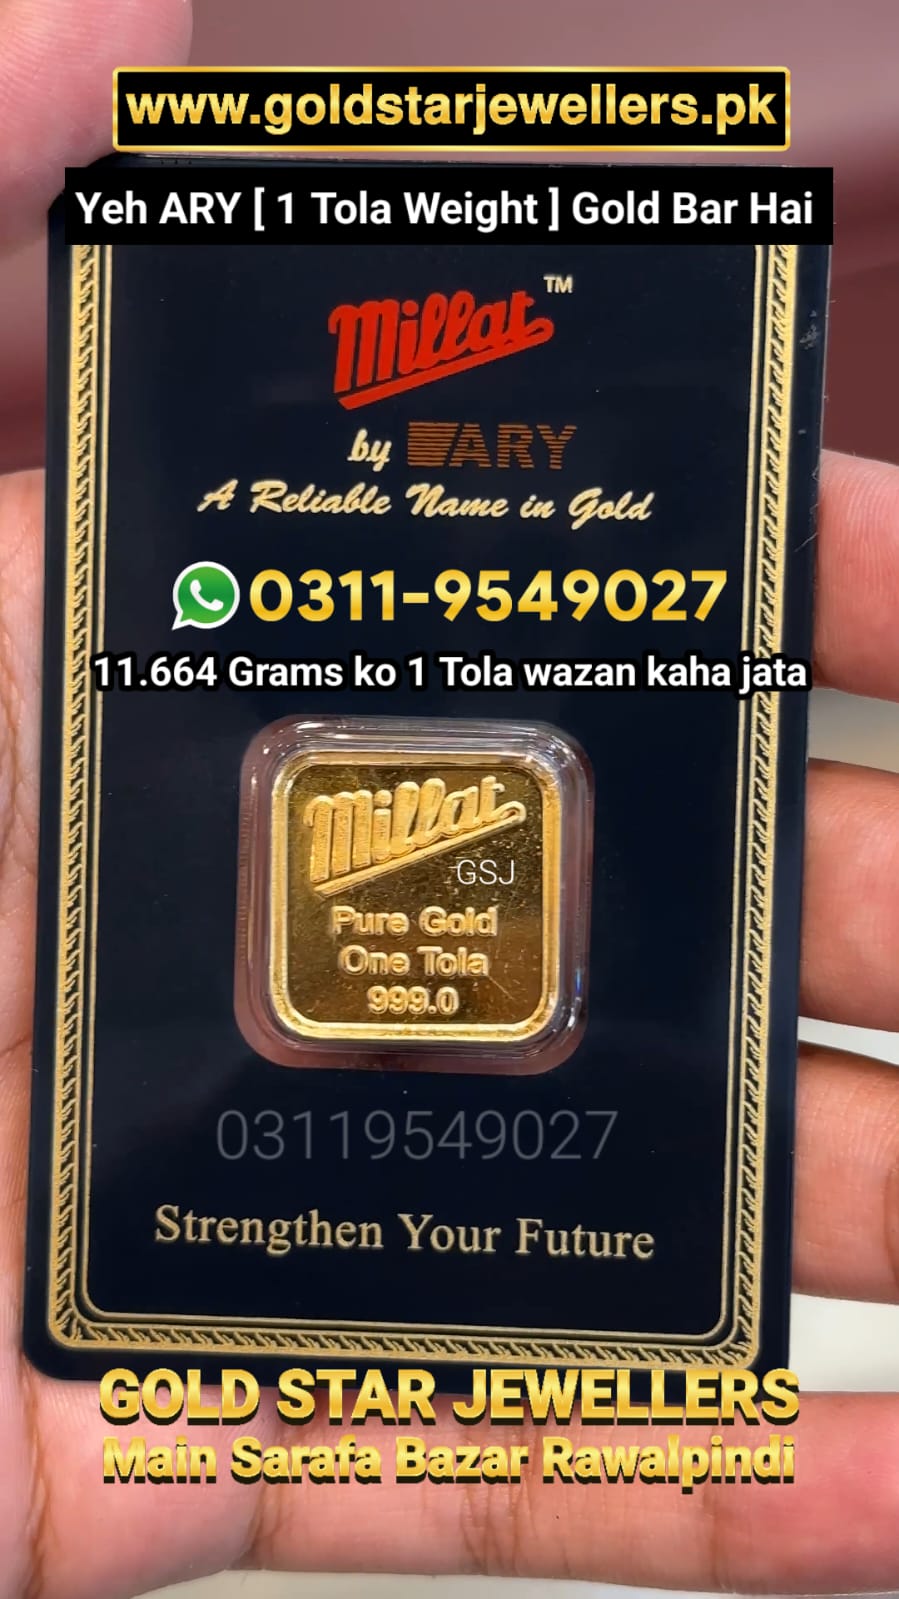 www.goldstarjewellers.pk
Yeh ARY [ 1 Tola Weight ] Gold Bar Hai
Millat™
by ARY
A Reliable Name in Gold
0311-9549027
11.664 Grams ko 1 Tola wazan kaha jata
Millat
GSJ
Pure Gold
One Tola
999.0
03119549027
Strengthen Your Future
GOLD STAR JEWELLERS
Main Sarafa Bazar Rawalpindi